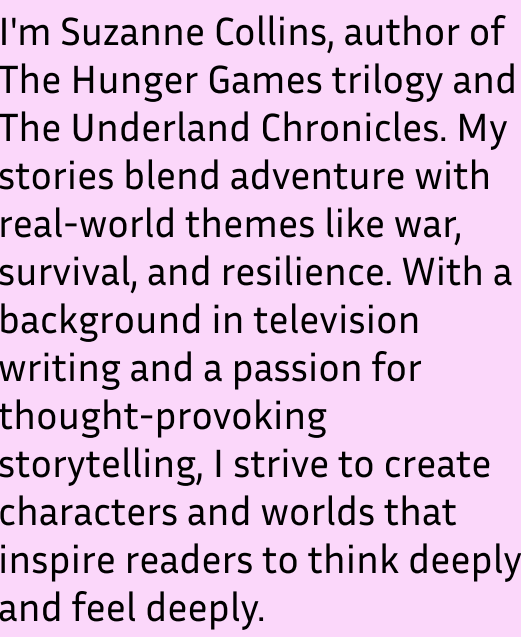 I'm Suzanne Collins, author of
The Hunger Games trilogy and
The Underland Chronicles. My
stories blend adventure with
real-world themes like war,
survival, and resilience. With a
background in television
writing and a passion for
thought-provoking
storytelling, I strive to create
characters and worlds that
inspire readers to think deeply
and feel deeply.